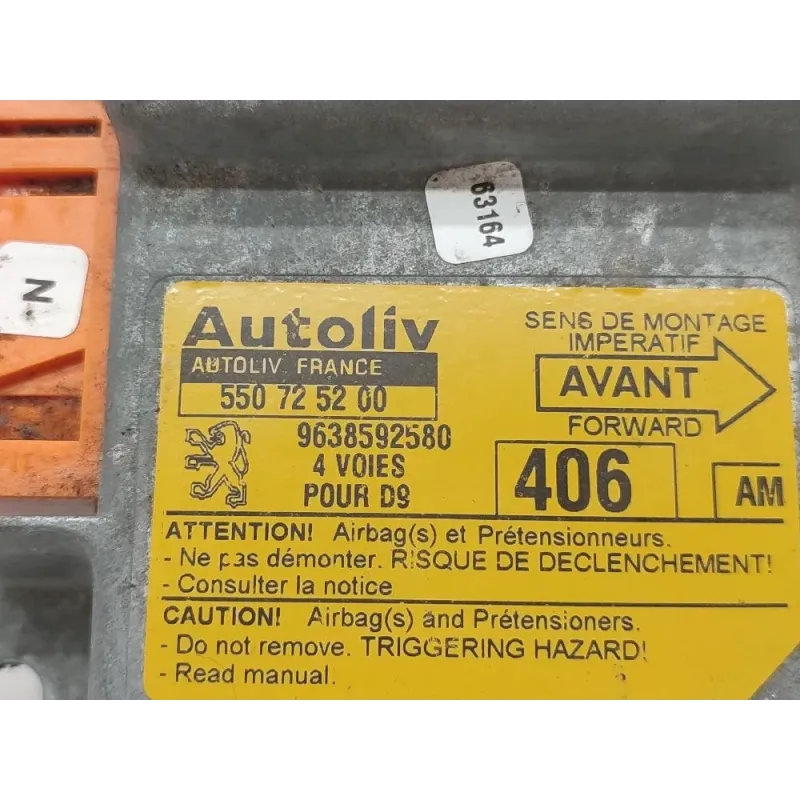 63164
N
Autoliv
AUTOLIV FRANCE
550 72 52 00
9638592580
4 VOIES
POUR D9
SENS DE MONTAGE
IMPERATIF
AVANT
FORWARD
406
AM
ATTENTION! Airbag(s) et Prétensionneurs.
- Ne pas démonter. RISQUE DE DECLENCHEMENT!
- Consulter la notice
CAUTION! Airbag(s) and Prétensioners.
- Do not remove. TRIGGERING HAZARD!
- Read manual.